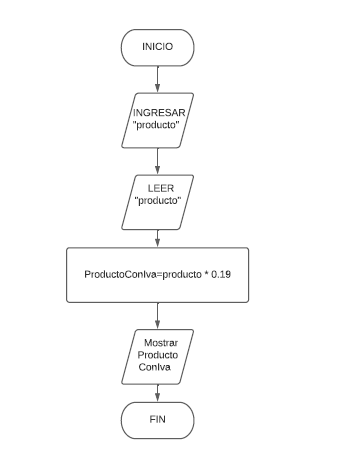 INICIO
INGRESAR
"producto"
LEER
"producto"
ProductoConIva=producto * 0.19
Mostrar
Producto
ConIva
FIN